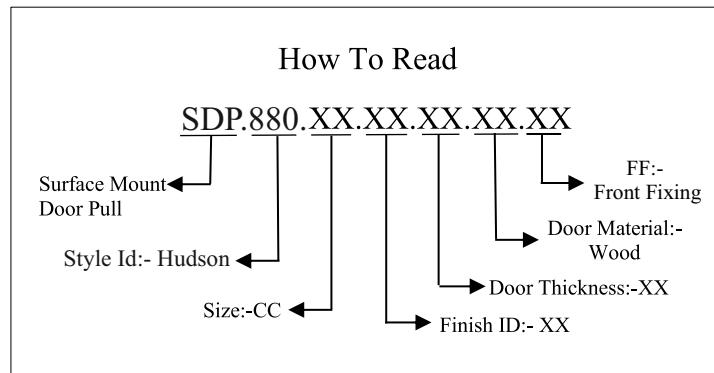 How To Read
SDP.880.XX.XX.XX.XX.XX
Surface Mount
Door Pull
FF:-
Front Fixing
Style Id:- Hudson
Door Material:-
Wood
Size:-CC
Door Thickness:-XX
Finish ID:- XX